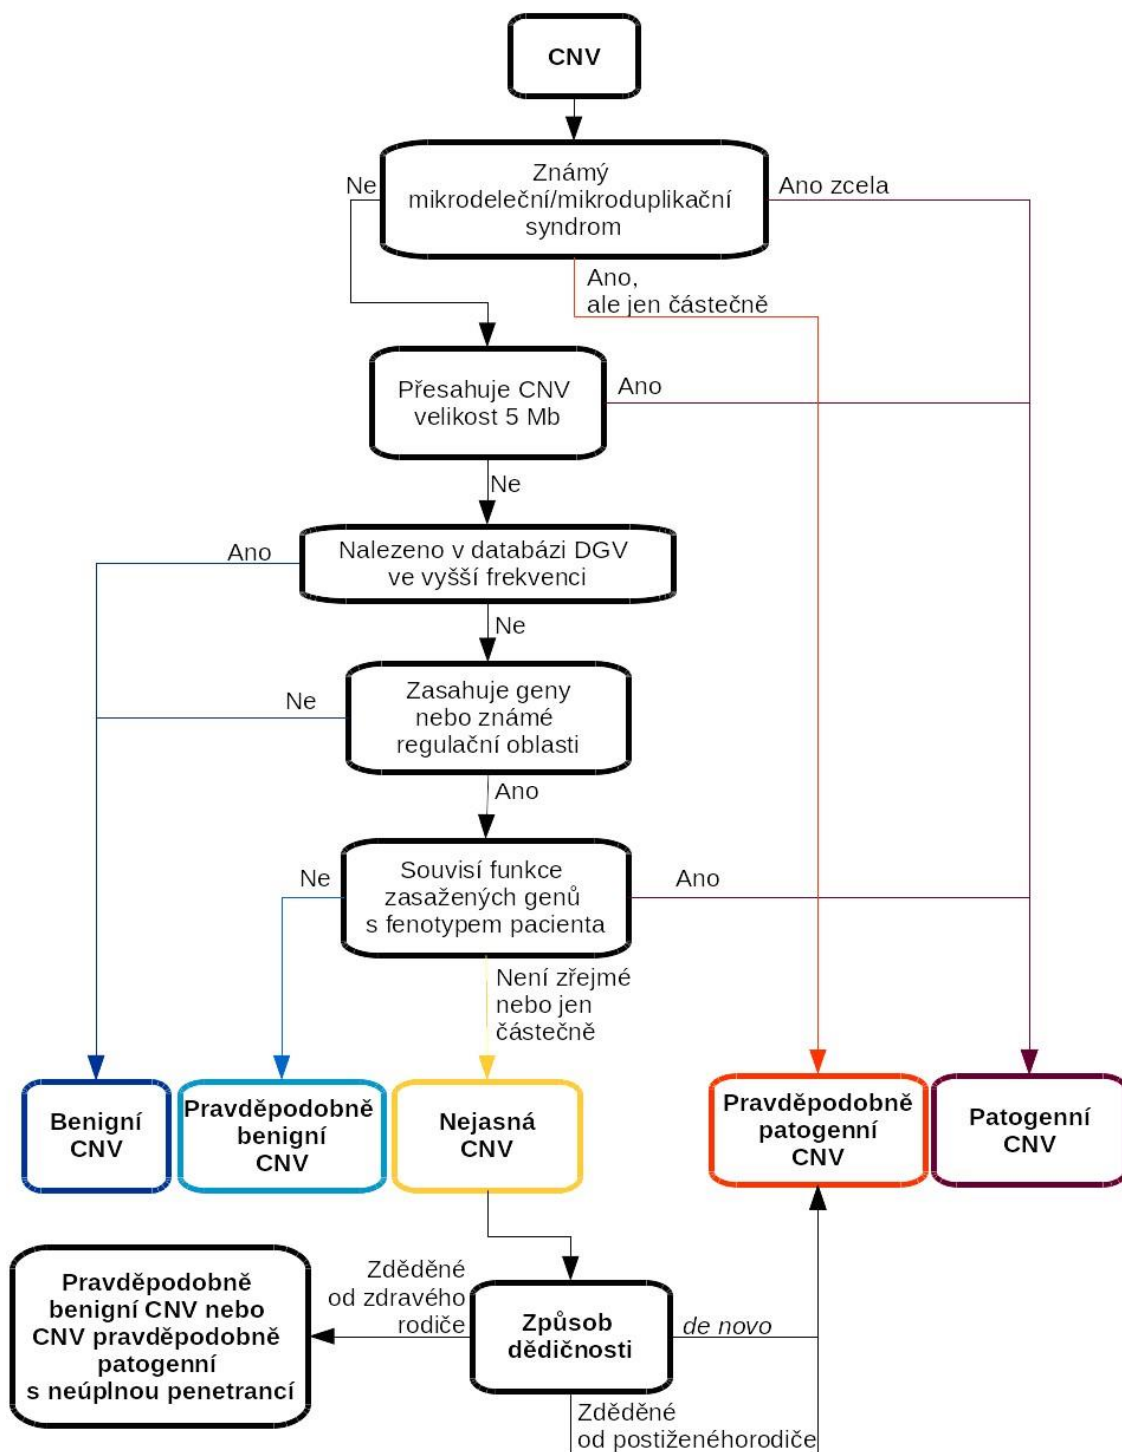 CNV
Známý
mikrodeleční/mikroduplikační
syndrom
Ne
Ano zcela
Ano,
ale jen částečně
Přesahuje CNV
velikost 5 Mb
Ano
Ne
Nalezeno v databázi DGV
ve vyšší frekvenci
Ano
Ne
Zasahuje geny
nebo známé
regulační oblasti
Ne
Ano
Souvisí funkce
zasažených genů
s fenotypem pacienta
Ne
Ano
Není zřejmé
nebo jen
částečně
Benigní
CNV
Pravděpodobně
benigní
CNV
Nejasná
CNV
Pravděpodobně
patogenní
CNV
Patogenní
CNV
Pravděpodobně
benigní CNV nebo
CNV pravděpodobně
patogenní
s neúplnou penetrancí
Zděděné
od zdravého
rodiče
Způsob
dědičnosti
de novo
Zděděné
od postiženéhorodiče